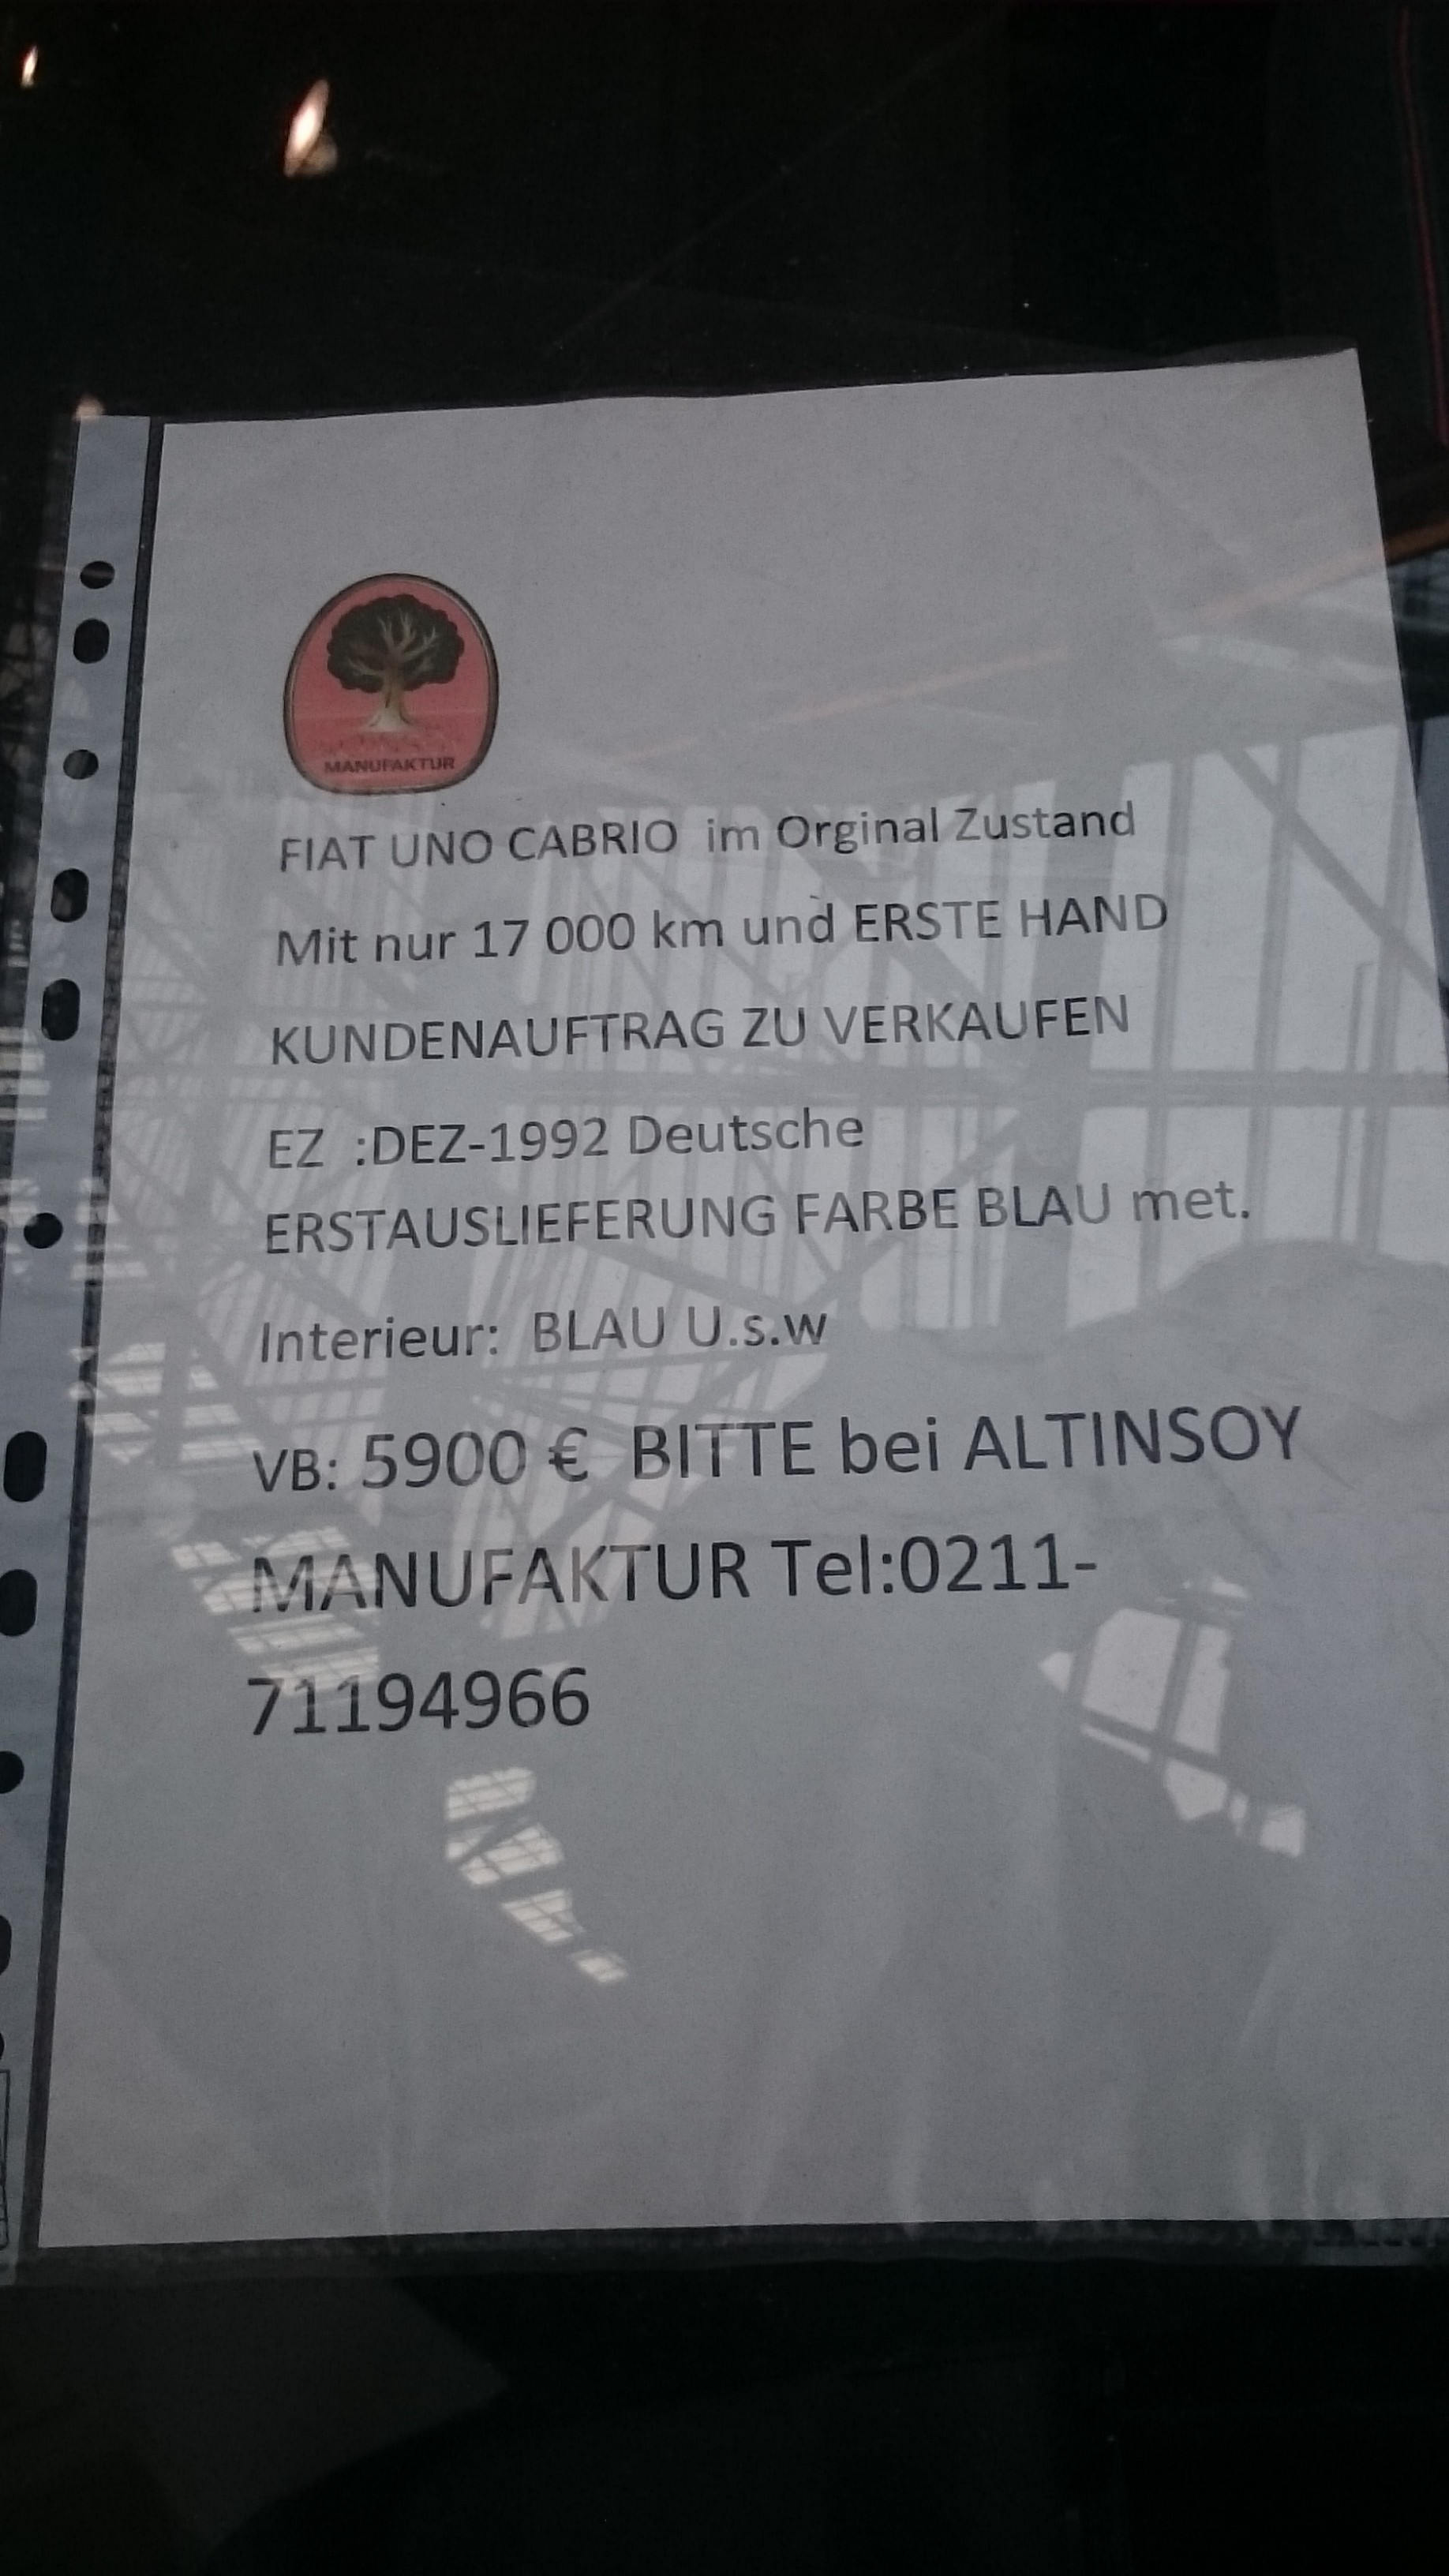 MANUFAKTUR
FIAT UNO CABRIO im Orginal Zustand
Mit nur 17 000 km und ERSTE HAND
KUNDENAUFTRAG ZU VERKAUFEN
EZ :DEZ-1992 Deutsche
ERSTAUSLIEFERUNG FARBE BLAU met.
Interieur: BLAU U.s.w
VB: 5900 € BITTE bei ALTINSOY
MANUFAKTUR Tel:0211-
71194966